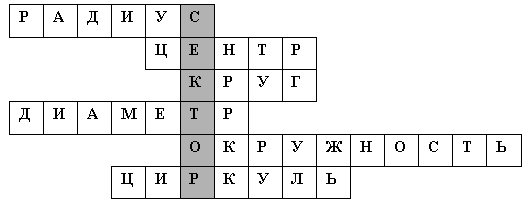 РАДИУС
ЦЕНТР
КРУГ
ДИАМЕТР
ОКРУЖНОСТЬ
ЦИРКУЛЬ